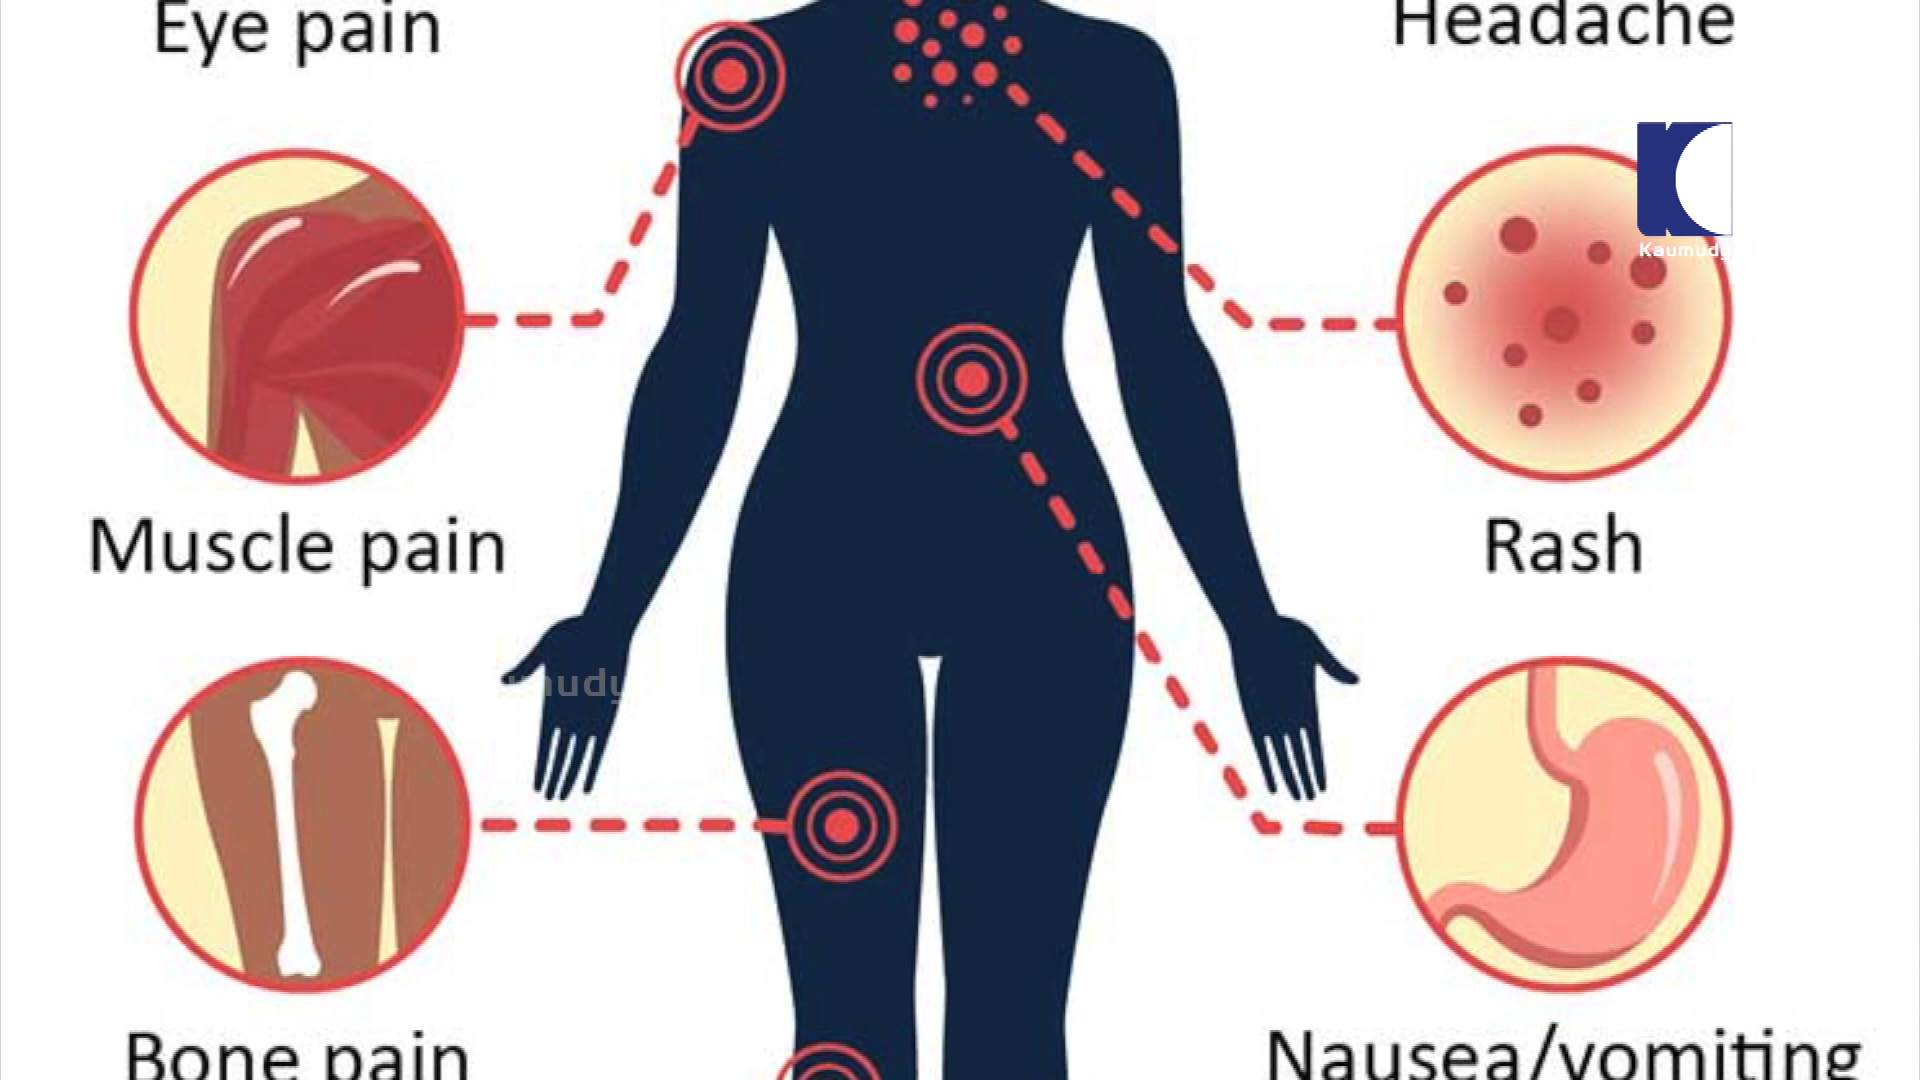 Eye pain
Headache
Kaumudy
Muscle pain
Rash
Bone pain
Nausea/vomiting